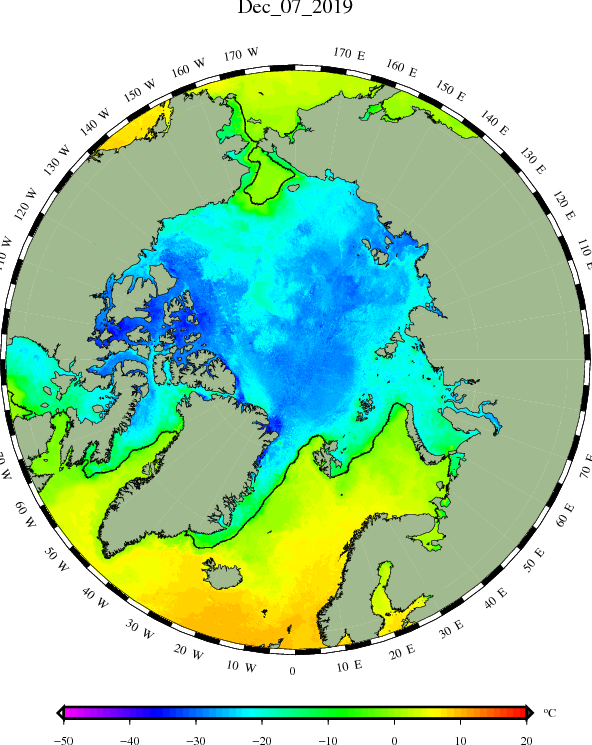 Dec_07_2019
170 W
170 E
160 W
160 E
150 W
150 E
140 W
140 E
130 W
130 E
120 W
120 E
110 E
70 E
60 W
60 E
50 W
50 E
40 W
40 E
30 W
30 E
20 W
20 E
10 W
0
10 E
°C
−50 −40 −30 −20 −10 0 10 20